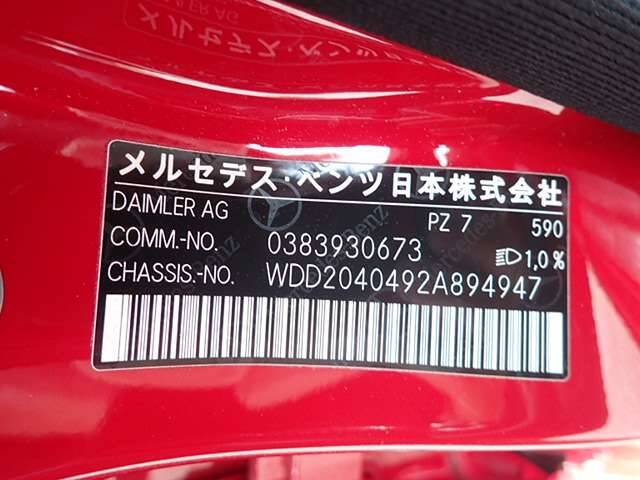 メルセデス・ベンツ日本株式会社
DAIMLER AG PZ 7 590
COMM.-NO. 0383930673 1,0%
CHASSIS.-NO. WDD2040492A894947